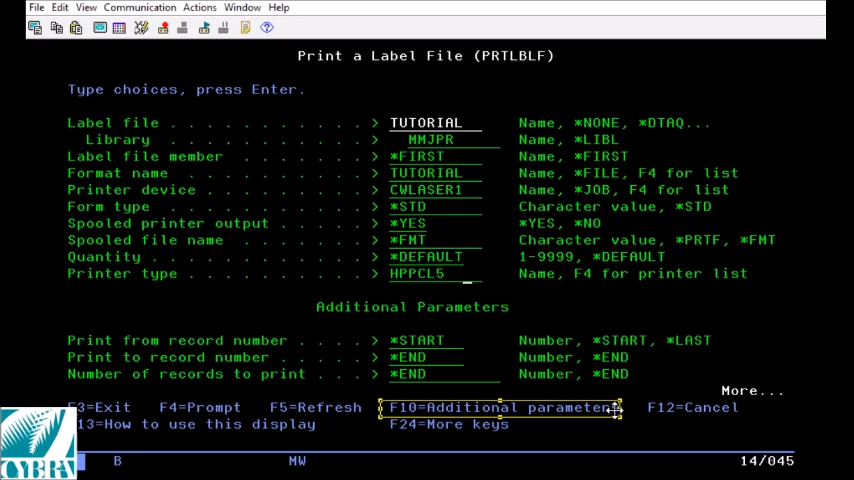 File Edit View Communication Actions Window Help
Print a Label File (PRTLBLF)
Type choices, press Enter.
Label file . . . . . . . . . . . > TUTORIAL Name, *NONE, *DTAQ...
Library . . . . . . . . . . . > MMJPR Name, *LIBL
Label file member . . . . . . . > *FIRST Name, *FIRST
Format name . . . . . . . . . . > TUTORIAL Name, *FILE, F4 for list
Printer device . . . . . . . . . > CWLASER1 Name, *JOB, F4 for list
Form type . . . . . . . . . . . > *STD Character value, *STD
Spooled printer output . . . . . > *YES *YES, *NO
Spooled file name . . . . . . . > *FMT Character value, *PRTF, *FMT
Quantity . . . . . . . . . . . . > *DEFAULT 1-9999, *DEFAULT
Printer type . . . . . . . . . . > HPPCL5 Name, F4 for printer list
Additional Parameters
Print from record number . . . . > *START Number, *START, *LAST
Print to record number . . . . . > *END Number, *END
Number of records to print . . . > *END Number, *END
More...
F3=Exit F4=Prompt F5=Refresh F10=Additional parameters F12=Cancel
F13=How to use this display F24=More keys
CYBRA
B MW 14/045